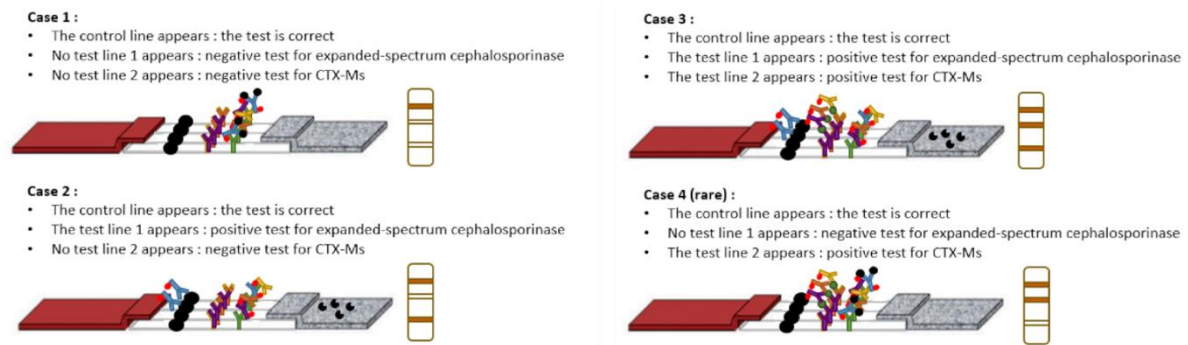 Case 1 :
• The control line appears : the test is correct
• No test line 1 appears : negative test for expanded-spectrum cephalosporinase
• No test line 2 appears : negative test for CTX-Ms
Case 2 :
• The control line appears : the test is correct
• The test line 1 appears : positive test for expanded-spectrum cephalosporinase
• No test line 2 appears : negative test for CTX-Ms
Case 3 :
• The control line appears : the test is correct
• The test line 1 appears : positive test for expanded-spectrum cephalosporinase
• The test line 2 appears : positive test for CTX-Ms
Case 4 (rare) :
• The control line appears : the test is correct
• No test line 1 appears : negative test for expanded-spectrum cephalosporinase
• The test line 2 appears : positive test for CTX-Ms